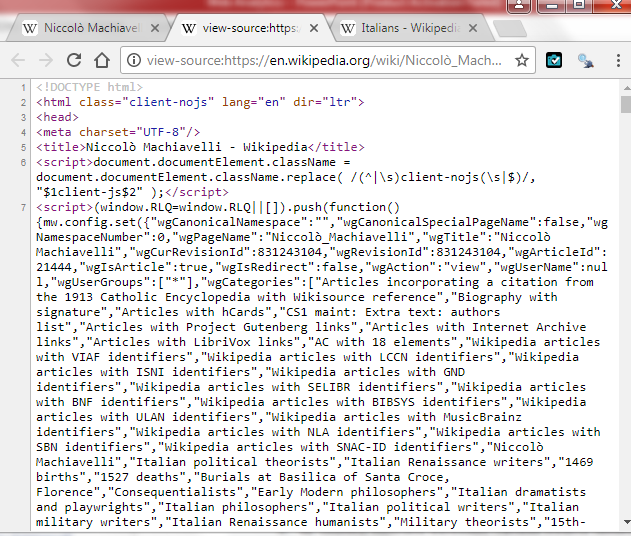 Niccolò Machiavell
view-source:https:/
Italians - Wikipedia
view-source:https://en.wikipedia.org/wiki/Niccolò_Mach...
1 <!DOCTYPE html>
2 <html class="client-nojs" lang="en" dir="ltr">
3 <head>
4 <meta charset="UTF-8"/>
5 <title>Niccolò Machiavelli - Wikipedia</title>
6 <script>document.documentElement.className =
document.documentElement.className.replace( /(^|\s)client-nojs(\s|$)/,
"$1client-js$2" );</script>
7 <script>(window.RLQ=window.RLQ||[]).push(function()
{mw.config.set({"wgCanonicalNamespace":"","wgCanonicalSpecialPageName":false,"wg
NamespaceNumber":0,"wgPageName":"Niccolò_Machiavelli","wgTitle":"Niccolò
Machiavelli","wgCurRevisionId":831243104,"wgRevisionId":831243104,"wgArticleId":
21444,"wgIsArticle":true,"wgIsRedirect":false,"wgAction":"view","wgUserName":nul
l,"wgUserGroups":["*"],"wgCategories":["Articles incorporating a citation from
the 1913 Catholic Encyclopedia with Wikisource reference","Biography with
signature","Articles with hCards","CS1 maint: Extra text: authors
list","Articles with Project Gutenberg links","Articles with Internet Archive
links","Articles with LibriVox links","AC with 18 elements","Wikipedia articles
with VIAF identifiers","Wikipedia articles with LCCN identifiers","Wikipedia
articles with ISNI identifiers","Wikipedia articles with GND
identifiers","Wikipedia articles with SELIBR identifiers","Wikipedia articles
with BNF identifiers","Wikipedia articles with BIBSYS identifiers","Wikipedia
articles with ULAN identifiers","Wikipedia articles with MusicBrainz
identifiers","Wikipedia articles with NLA identifiers","Wikipedia articles with
SBN identifiers","Wikipedia articles with SNAC-ID identifiers","Niccolò
Machiavelli","Italian political theorists","Italian Renaissance writers","1469
births","1527 deaths","Burials at Basilica of Santa Croce,
Florence","Consequentialists","Early Modern philosophers","Italian dramatists
and playwrights","Italian philosophers","Italian political writers","Italian
military writers","Italian Renaissance humanists","Military theorists","15th-